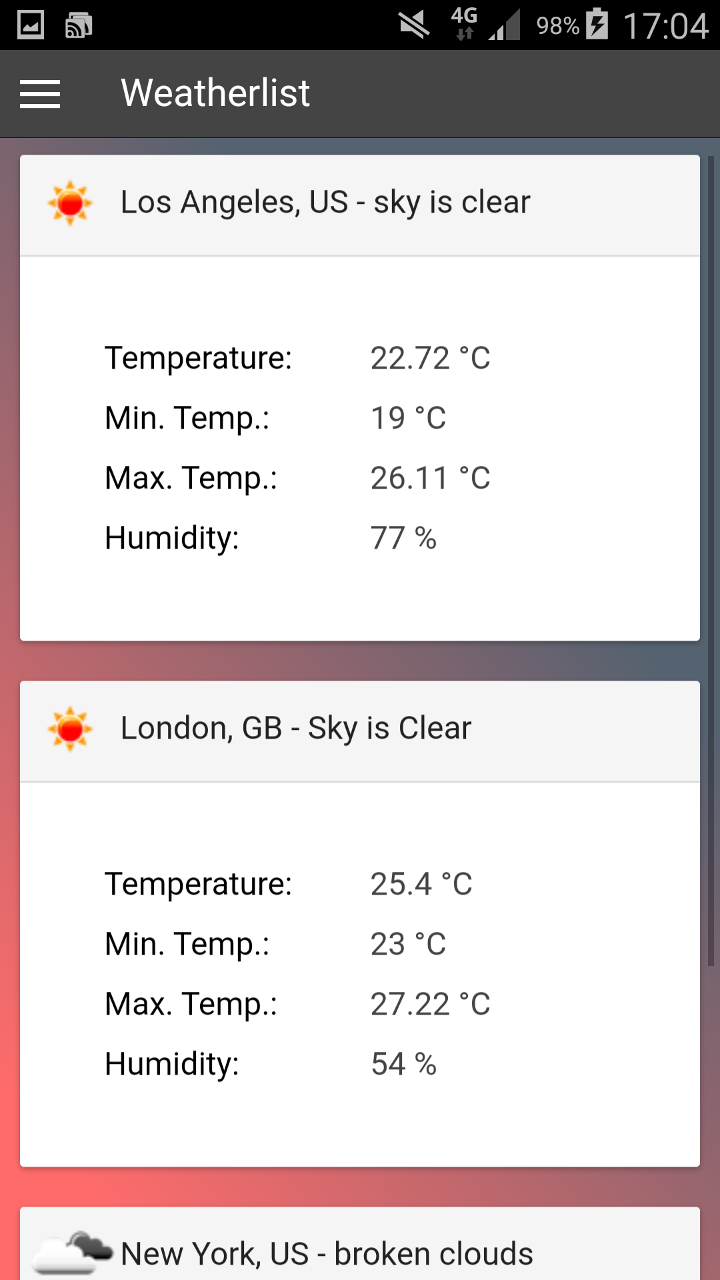 4G 98% 17:04
Weatherlist
Los Angeles, US - sky is clear
Temperature: 22.72 °C
Min. Temp.: 19 °C
Max. Temp.: 26.11 °C
Humidity: 77 %
London, GB - Sky is Clear
Temperature: 25.4 °C
Min. Temp.: 23 °C
Max. Temp.: 27.22 °C
Humidity: 54 %
New York, US - broken clouds